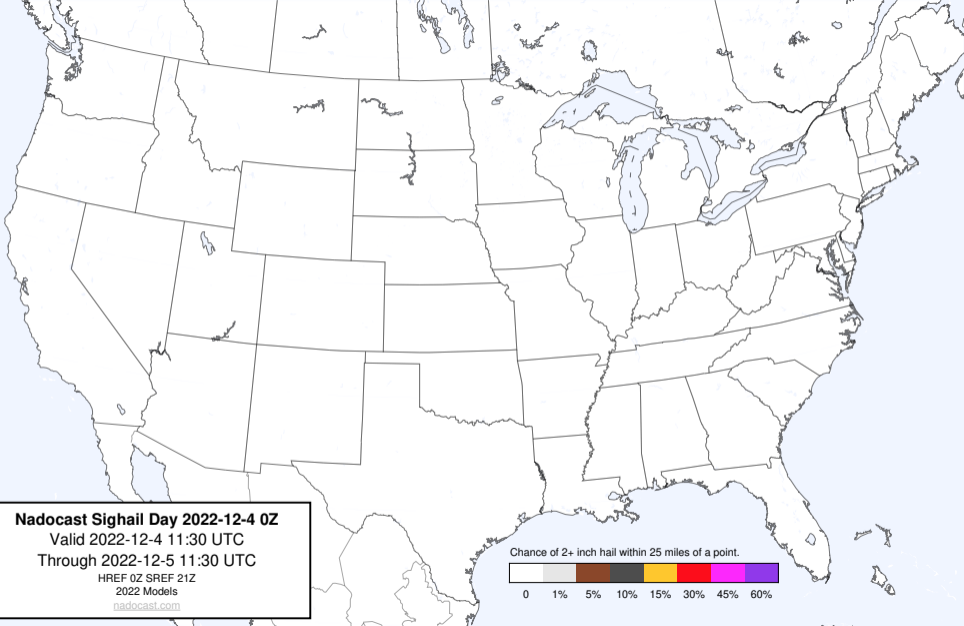 Nadocast Sighail Day 2022-12-4 0Z
Valid 2022-12-4 11:30 UTC
Through 2022-12-5 11:30 UTC
HREF 0Z SREF 21Z
2022 Models
nadocast.com
Chance of 2+ inch hail within 25 miles of a point.
0 1% 5% 10% 15% 30% 45% 60%